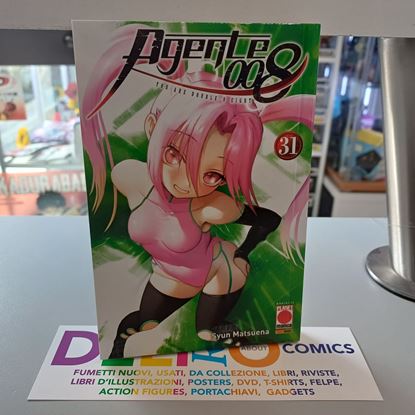 Agente
008
31
Syun Matsuena
PLANET
MANGA
ABOUT
COMICS
FUMETTI NUOVI, USATI, DA COLLEZIONE, LIBRI, RIVISTE,
LIBRI D'ILLUSTRAZIONI, POSTERS, DVD, T-SHIRTS, FELPE,
ACTION FIGURES, PORTACHIAVI, GADGETS